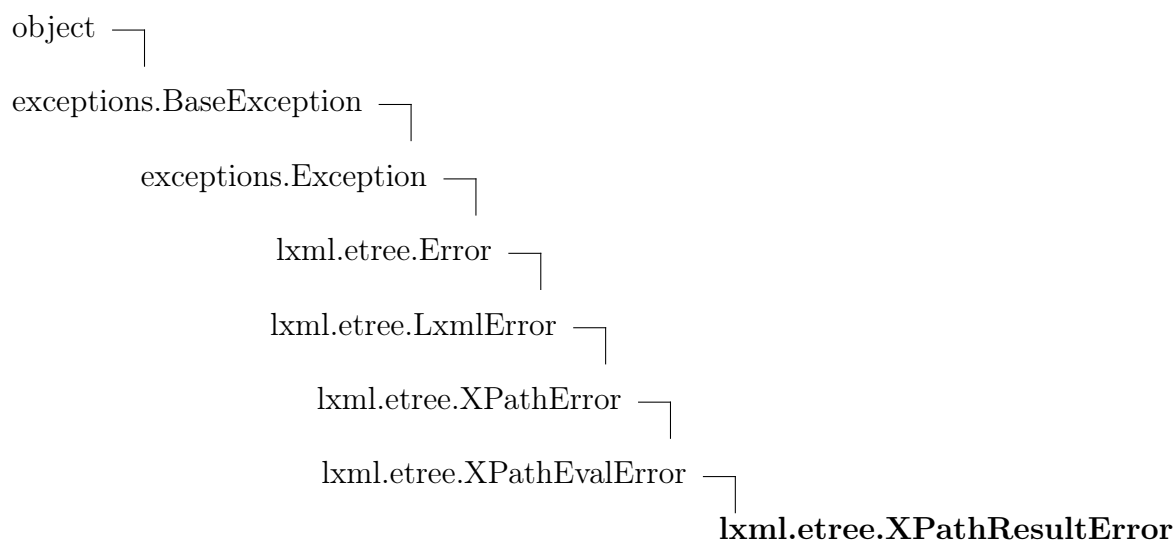 object
exceptions.BaseException
exceptions.Exception
lxml.etree.Error
lxml.etree.LxmlError
lxml.etree.XPathError
lxml.etree.XPathEvalError
lxml.etree.XPathResultError